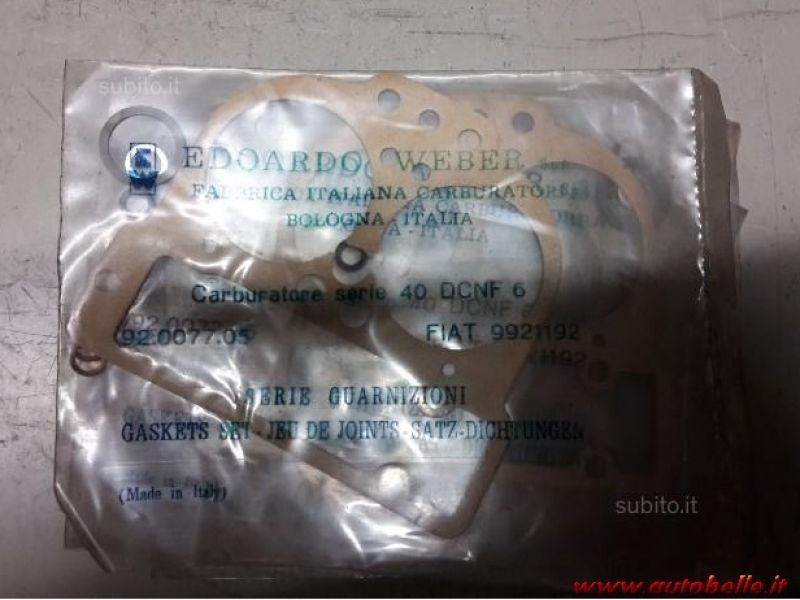 subito.it
EDOARDO WEBER
FABBRICA ITALIANA CARBURATORI
BOLOGNA - ITALIA
Carburatore serie 40 DCNF 6
92.0077.05 FIAT 9921192
SERIE GUARNIZIONI
GASKETS SET - JEU DE JOINTS - SATZ-DICHTUNGEN
(Made in Italy)
subito.it
www.autobelle.it